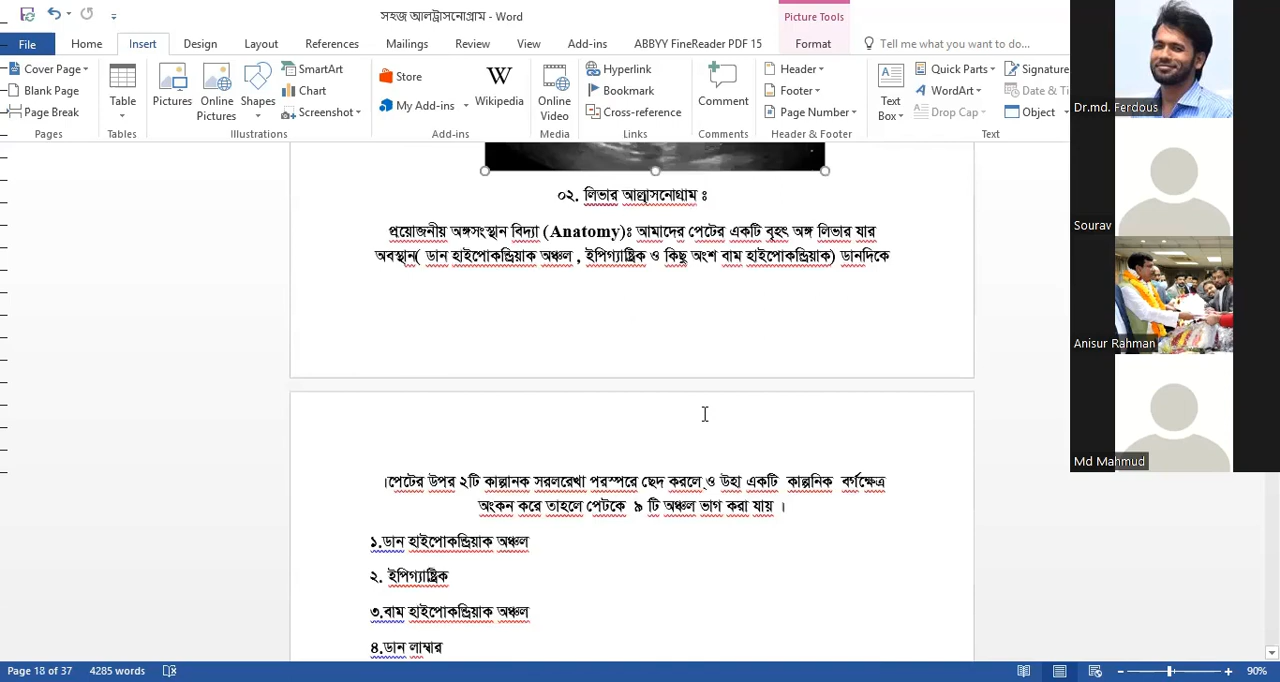 সহজ আলট্রাসনোগ্রাম - Word
Picture Tools
File Home Insert Design Layout References Mailings Review View Add-ins ABBYY FineReader PDF 15 Format Tell me what you want to do...
Cover Page
Blank Page
Page Break
Pages
Table
Tables
Pictures
Online Pictures
Shapes
SmartArt
Chart
Screenshot
Illustrations
Store
My Add-ins
Wikipedia
Add-ins
Online Video
Media
Hyperlink
Bookmark
Cross-reference
Links
Comment
Comments
Header
Footer
Page Number
Header & Footer
Text Box
Quick Parts
WordArt
Drop Cap
Signature
Date & Ti
Object
Text
Dr.md. Ferdous
Sourav
Anisur Rahman
Md Mahmud
০২. লিভার আল্ট্রাসনোগ্রাম ঃ
প্রয়োজনীয় অঙ্গসংস্থান বিদ্যা (Anatomy)ঃ আমাদের পেটের একটি বৃহৎ অঙ্গ লিভার যার
অবস্থান( ডান হাইপোকন্ড্রিয়াক অঞ্চল , ইপিগ্যাষ্ট্রিক ও কিছু অংশ বাম হাইপোকন্ড্রিয়াক) ডানদিকে
।পেটের উপর ২টি কাল্পানক সরলরেখা পরস্পরে ছেদ করলে ও উহা একটি কাল্পনিক বর্গক্ষেত্র
অংকন করে তাহলে পেটকে ৯ টি অঞ্চল ভাগ করা যায় ।
১.ডান হাইপোকন্ড্রিয়াক অঞ্চল
২. ইপিগ্যাষ্ট্রিক
৩.বাম হাইপোকন্ড্রিয়াক অঞ্চল
৪.ডান লাম্বার
Page 18 of 37 4285 words
90%